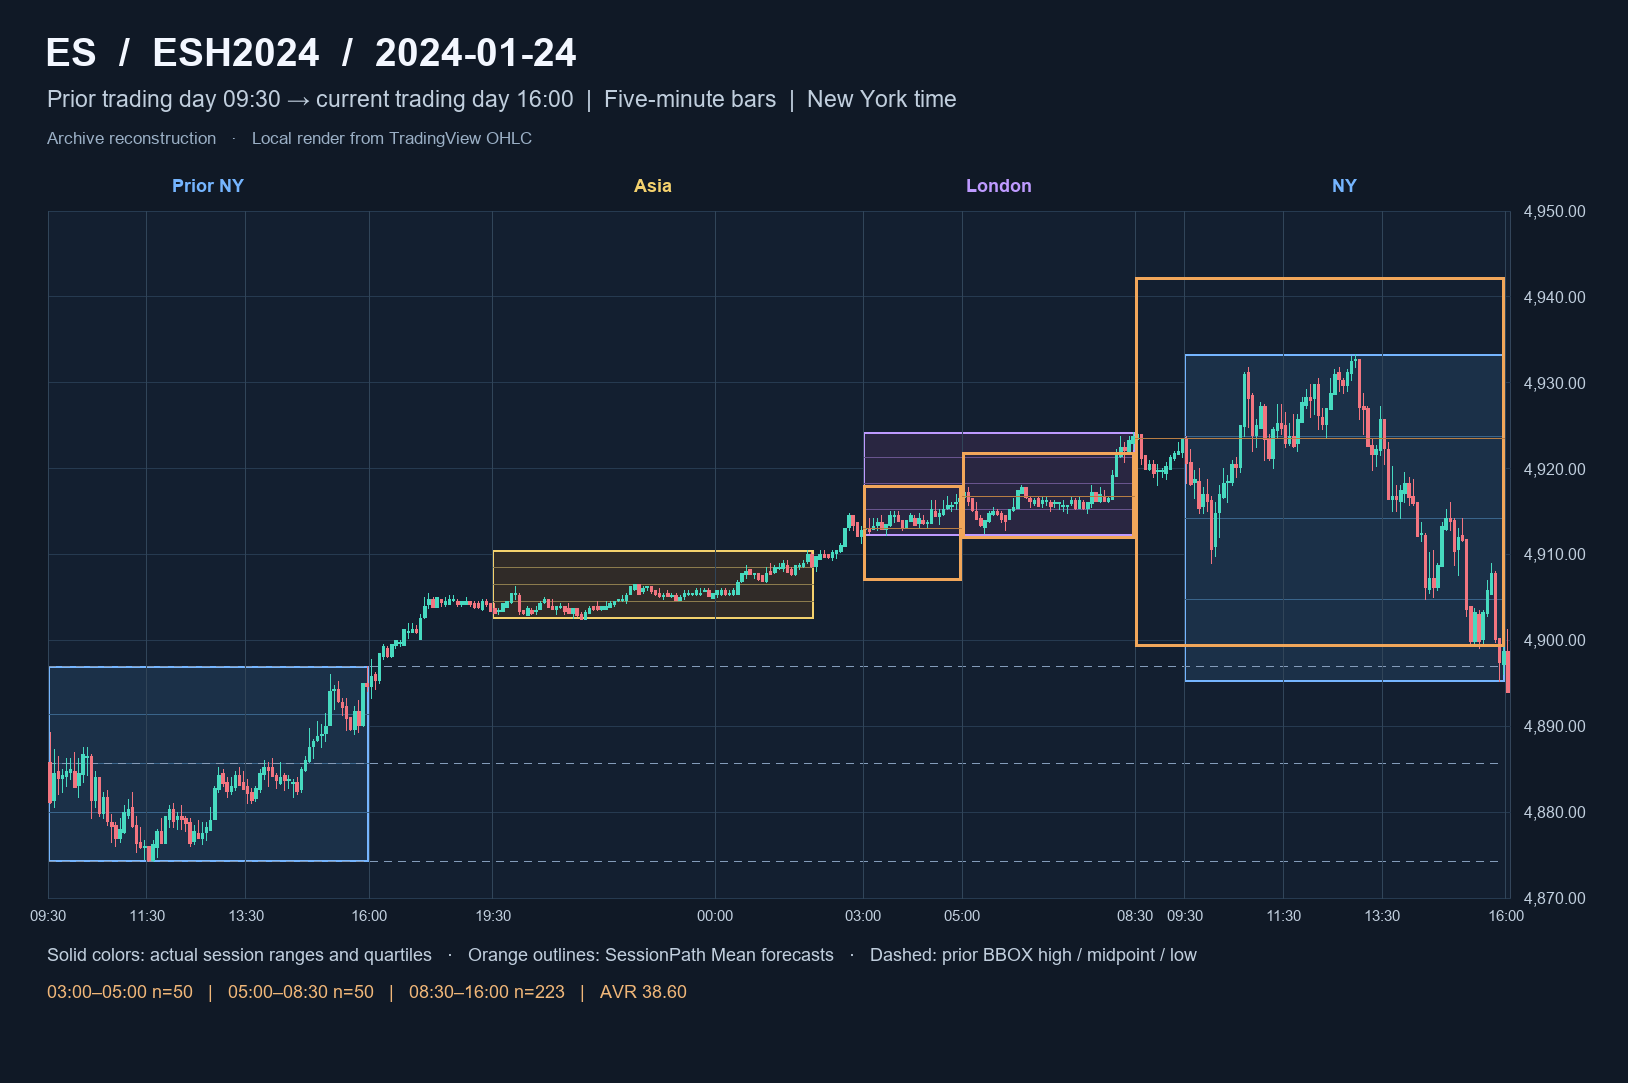 ES / ESH2024 / 2024-01-24
Prior trading day 09:30 → current trading day 16:00 | Five-minute bars | New York time
Archive reconstruction · Local render from TradingView OHLC
Prior NY Asia London NY
4,950.00
4,940.00
4,930.00
4,920.00
4,910.00
4,900.00
4,890.00
4,880.00
4,870.00
09:30 11:30 13:30 16:00 19:30 00:00 03:00 05:00 08:30 09:30 11:30 13:30 16:00
Solid colors: actual session ranges and quartiles · Orange outlines: SessionPath Mean forecasts · Dashed: prior BBOX high / midpoint / low
03:00–05:00 n=50 | 05:00–08:30 n=50 | 08:30–16:00 n=223 | AVR 38.60